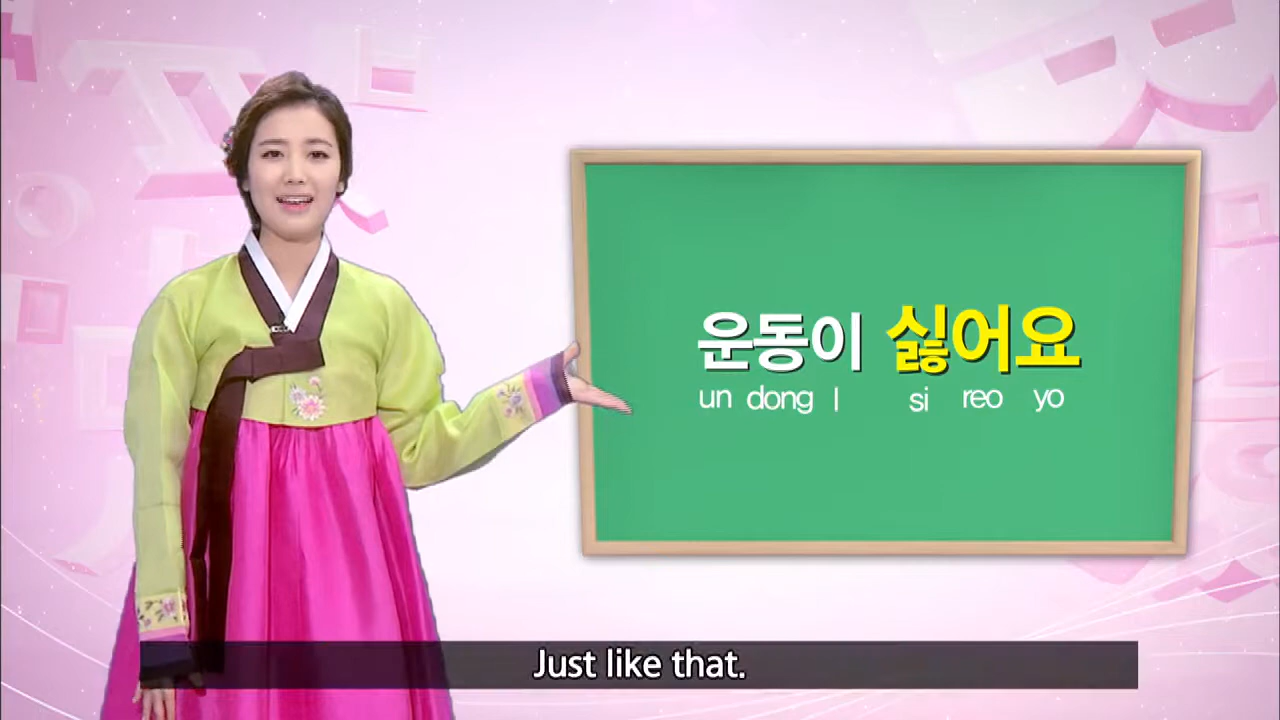 운동이 싫어요
un dong I si reo yo
Just like that.